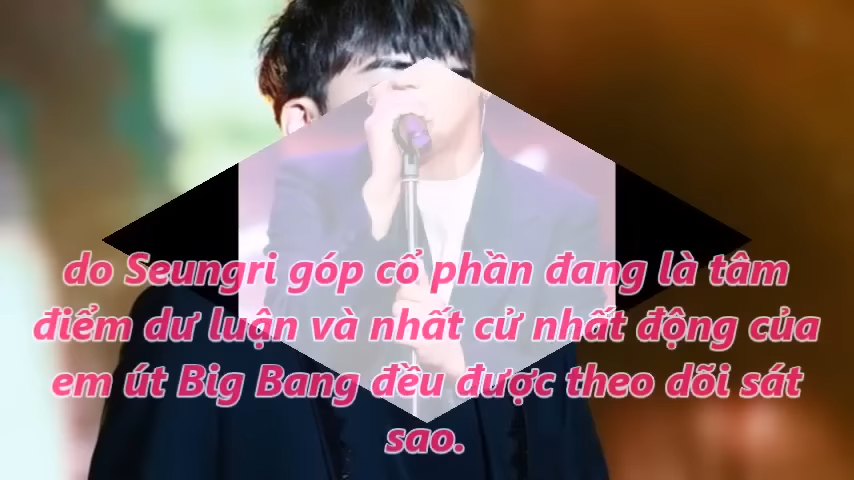 do Seungri góp cổ phần đang là tâm
điểm dư luận và nhất cử nhất động của
em út Big Bang đều được theo dõi sát
sao.